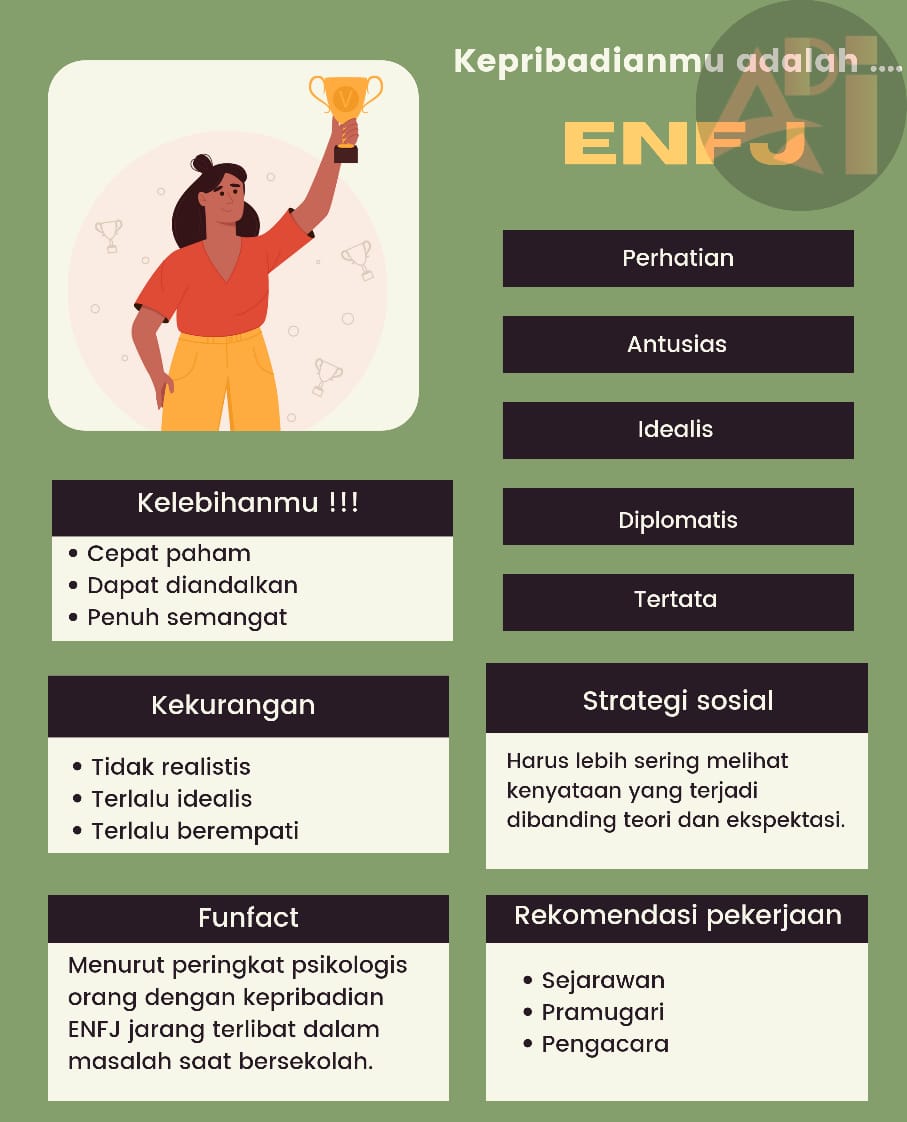 Kepribadianmu adalah ....
ENFJ
Perhatian
Antusias
Idealis
Diplomatis
Tertata
Kelebihanmu !!!
• Cepat paham
• Dapat diandalkan
• Penuh semangat
Kekurangan
• Tidak realistis
• Terlalu idealis
• Terlalu berempati
Strategi sosial
Harus lebih sering melihat
kenyataan yang terjadi
dibanding teori dan ekspektasi.
Funfact
Menurut peringkat psikologis
orang dengan kepribadian
ENFJ jarang terlibat dalam
masalah saat bersekolah.
Rekomendasi pekerjaan
• Sejarawan
• Pramugari
• Pengacara